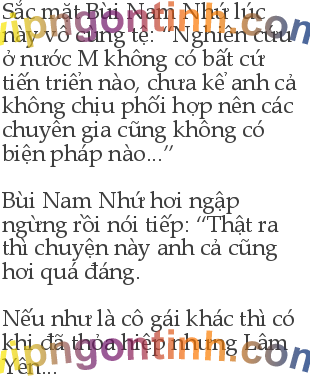 Sắc mặt Bùi Nam Nhứ lúc
này vô cùng tệ: “Nghiên cứu
ở nước M không có bất cứ
tiến triển nào, chưa kể anh cả
không chịu phối hợp nên các
chuyên gia cũng không có
biện pháp nào...”
Bùi Nam Nhứ hơi ngập
ngừng rồi nói tiếp: “Thật ra
thì chuyện này anh cả cũng
hơi quá đáng.
Nếu như là cô gái khác thì có
khi đã thỏa hiệp nhưng Lâm
Yên...